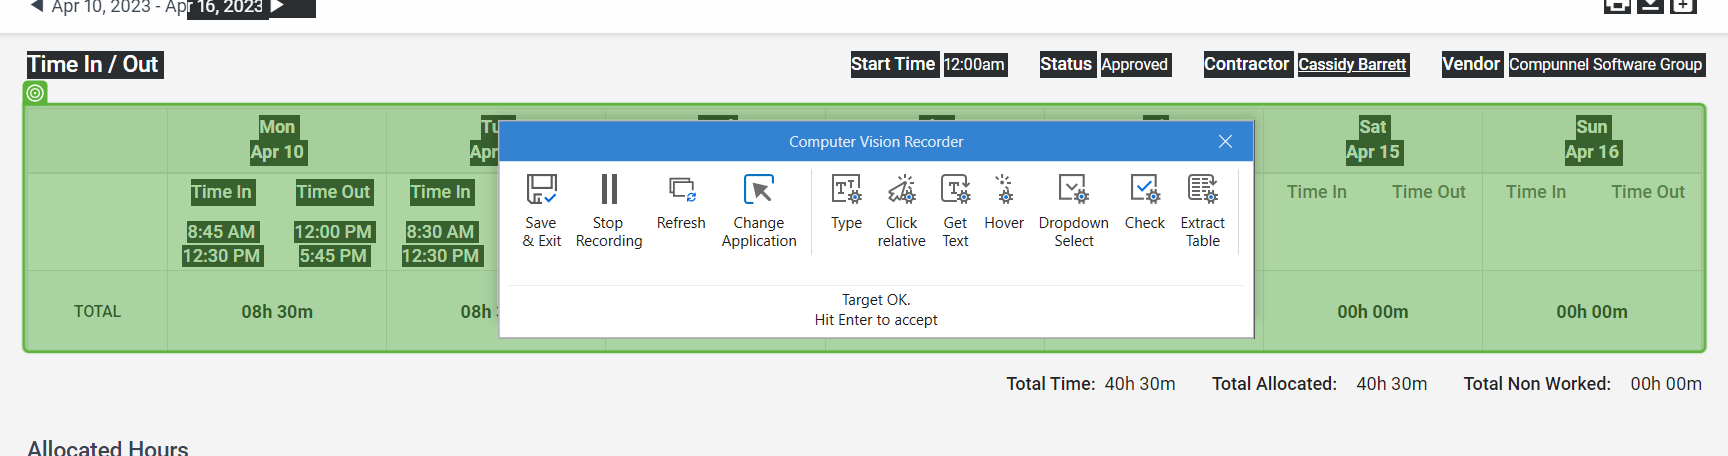 Apr 10, 2023 - Apr 16, 2023
Time In / Out
Start Time 12:00am Status Approved Contractor Cassidy Barrett Vendor Compunnel Software Group
Mon Tu Sat Sun
Apr 10 Apr Apr 15 Apr 16
Time In Time Out Time In Time In Time Out Time In Time Out
8:45 AM 12:00 PM 8:30 AM
12:30 PM 5:45 PM 12:30 PM
TOTAL 08h 30m 08h 00h 00m 00h 00m
Computer Vision Recorder
Save & Exit
Stop Recording
Refresh
Change Application
Type
Click relative
Get Text
Hover
Dropdown Select
Check
Extract Table
Target OK.
Hit Enter to accept
Total Time: 40h 30m Total Allocated: 40h 30m Total Non Worked: 00h 00m
Allocated Hours